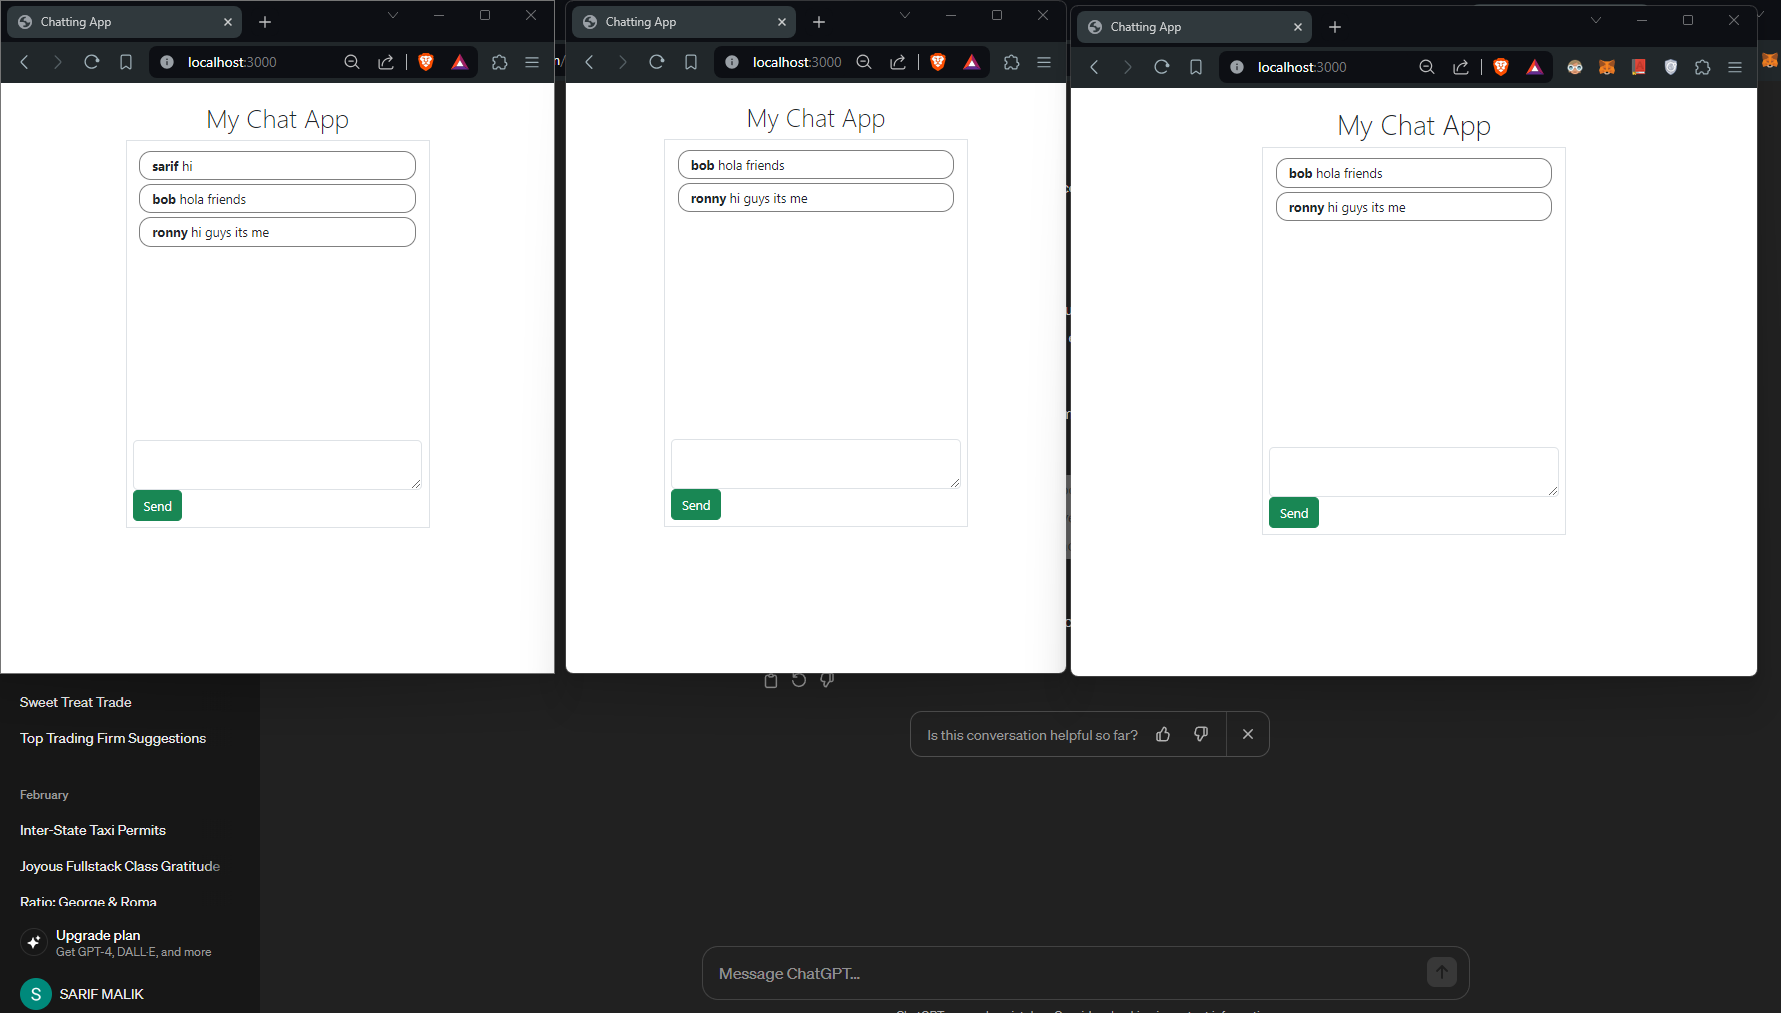 Chatting App
localhost:3000
My Chat App
sarif hi
bob hola friends
ronny hi guys its me
Send
Chatting App
localhost:3000
My Chat App
bob hola friends
ronny hi guys its me
Send
Chatting App
localhost:3000
My Chat App
bob hola friends
ronny hi guys its me
Send
Sweet Treat Trade
Top Trading Firm Suggestions
February
Inter-State Taxi Permits
Joyous Fullstack Class Gratitude
Ratio: George & Roma
Upgrade plan
Get GPT-4, DALL·E, and more
S SARIF MALIK
Is this conversation helpful so far?
Message ChatGPT...